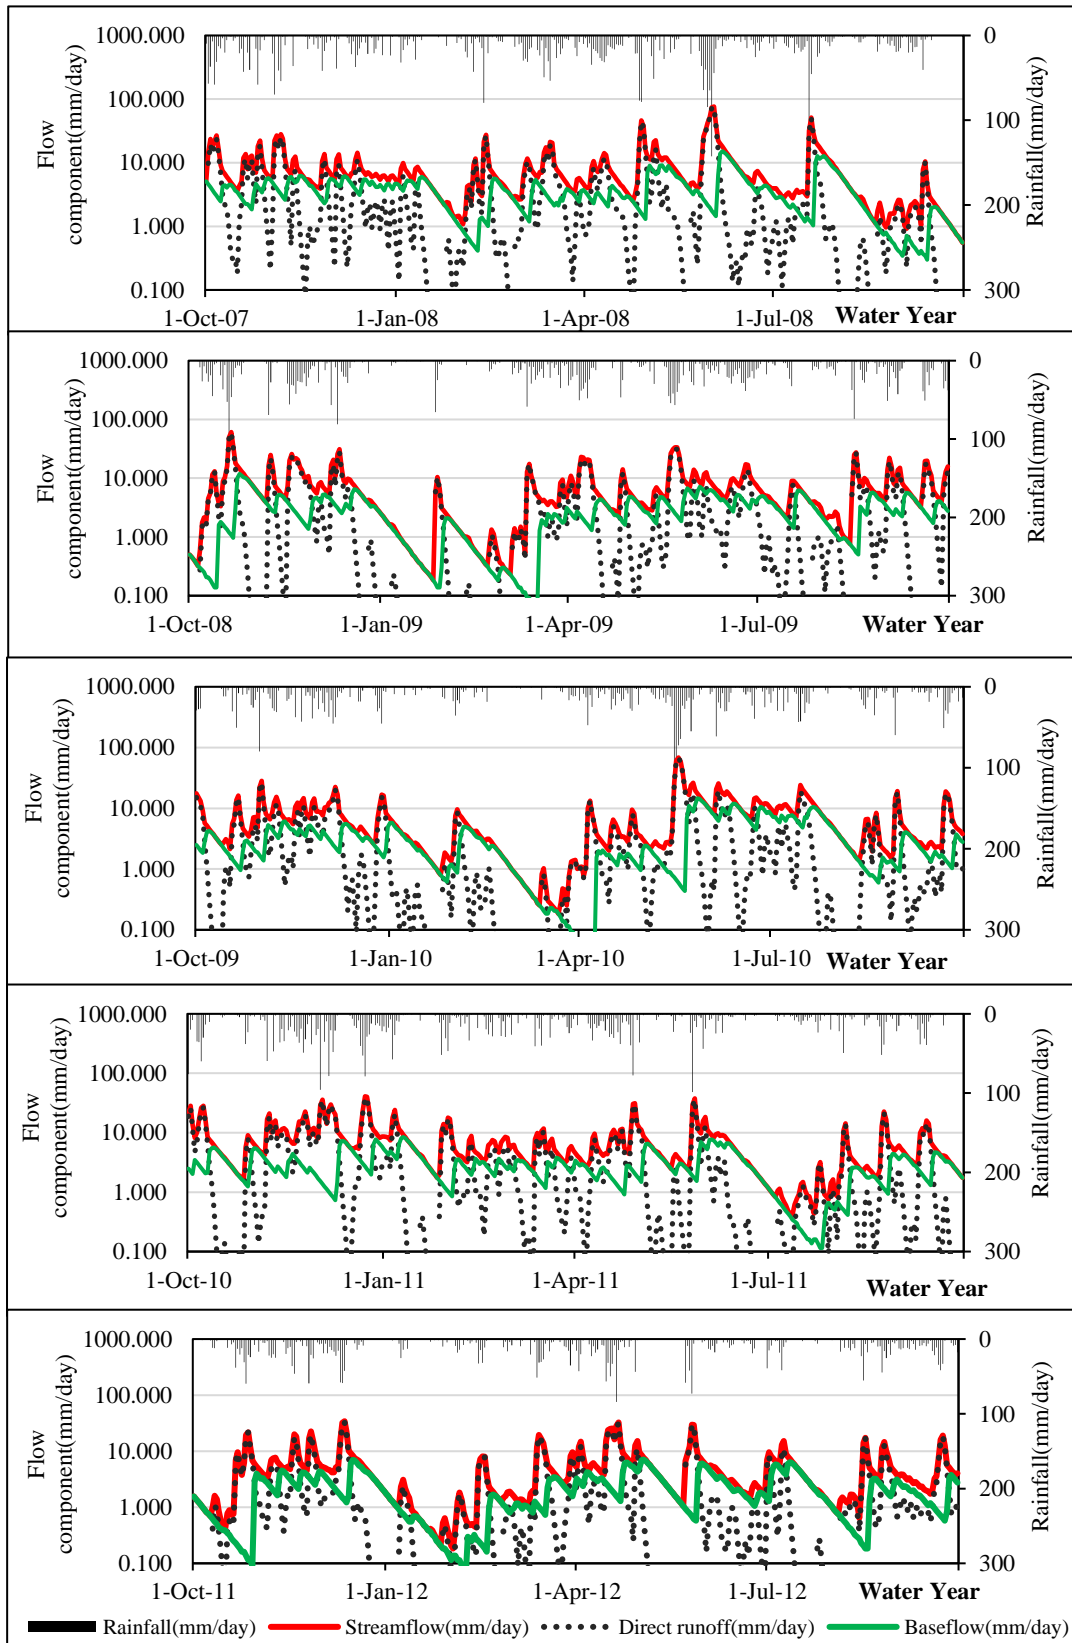 1000.000
100.000
10.000
1.000
0.100
Flow
component(mm/day)
0
100
200
300
Rainfall(mm/day)
1-Oct-07 1-Jan-08 1-Apr-08 1-Jul-08 Water Year
1000.000
100.000
10.000
1.000
0.100
Flow
component(mm/day)
0
100
200
300
Rainfall(mm/day)
1-Oct-08 1-Jan-09 1-Apr-09 1-Jul-09 Water Year
1000.000
100.000
10.000
1.000
0.100
Flow
component(mm/day)
0
100
200
300
Rainfall(mm/day)
1-Oct-09 1-Jan-10 1-Apr-10 1-Jul-10 Water Year
1000.000
100.000
10.000
1.000
0.100
Flow
component(mm/day)
0
100
200
300
Rainfall(mm/day)
1-Oct-10 1-Jan-11 1-Apr-11 1-Jul-11 Water Year
1000.000
100.000
10.000
1.000
0.100
Flow
component(mm/day)
0
100
200
300
Rainfall(mm/day)
1-Oct-11 1-Jan-12 1-Apr-12 1-Jul-12 Water Year
Rainfall(mm/day) Streamflow(mm/day) Direct runoff(mm/day) Baseflow(mm/day)